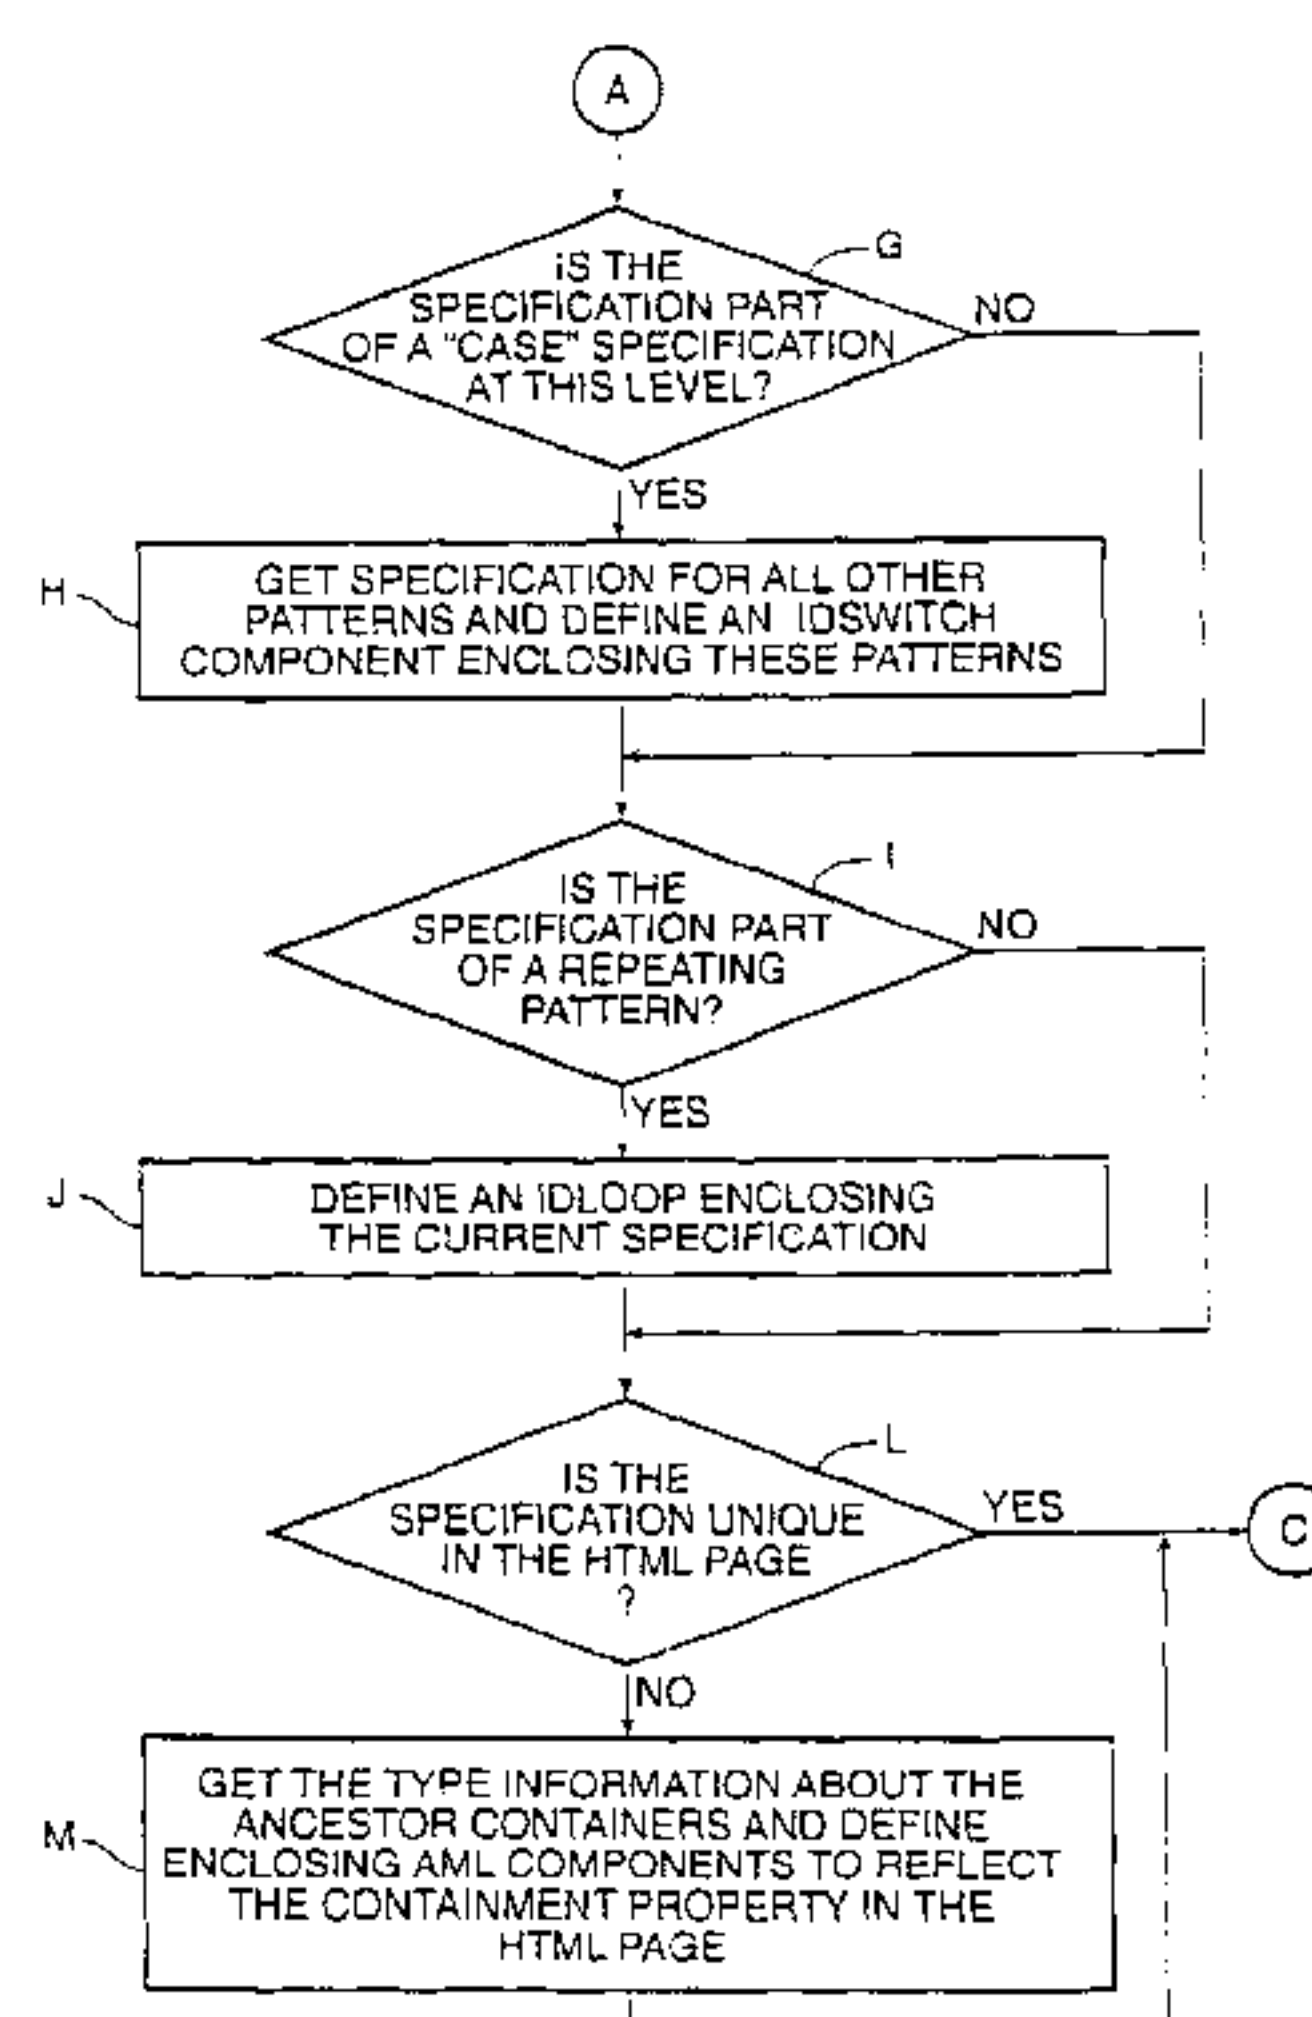 A
IS THE
G
SPECIFICATION PART
NO
OF A "CASE" SPECIFICATION
AT THIS LEVEL?
YES
H
GET SPECIFICATION FOR ALL OTHER
PATTERNS AND DEFINE AN IDSWITCH
COMPONENT ENCLOSING THESE PATTERNS
I
IS THE
SPECIFICATION PART
NO
OF A REPEATING
PATTERN?
YES
J
DEFINE AN IDLOOP ENCLOSING
THE CURRENT SPECIFICATION
L
IS THE
SPECIFICATION UNIQUE
YES
IN THE HTML PAGE
?
C
NO
M
GET THE TYPE INFORMATION ABOUT THE
ANCESTOR CONTAINERS AND DEFINE
ENCLOSING AML COMPONENTS TO REFLECT
THE CONTAINMENT PROPERTY IN THE
HTML PAGE